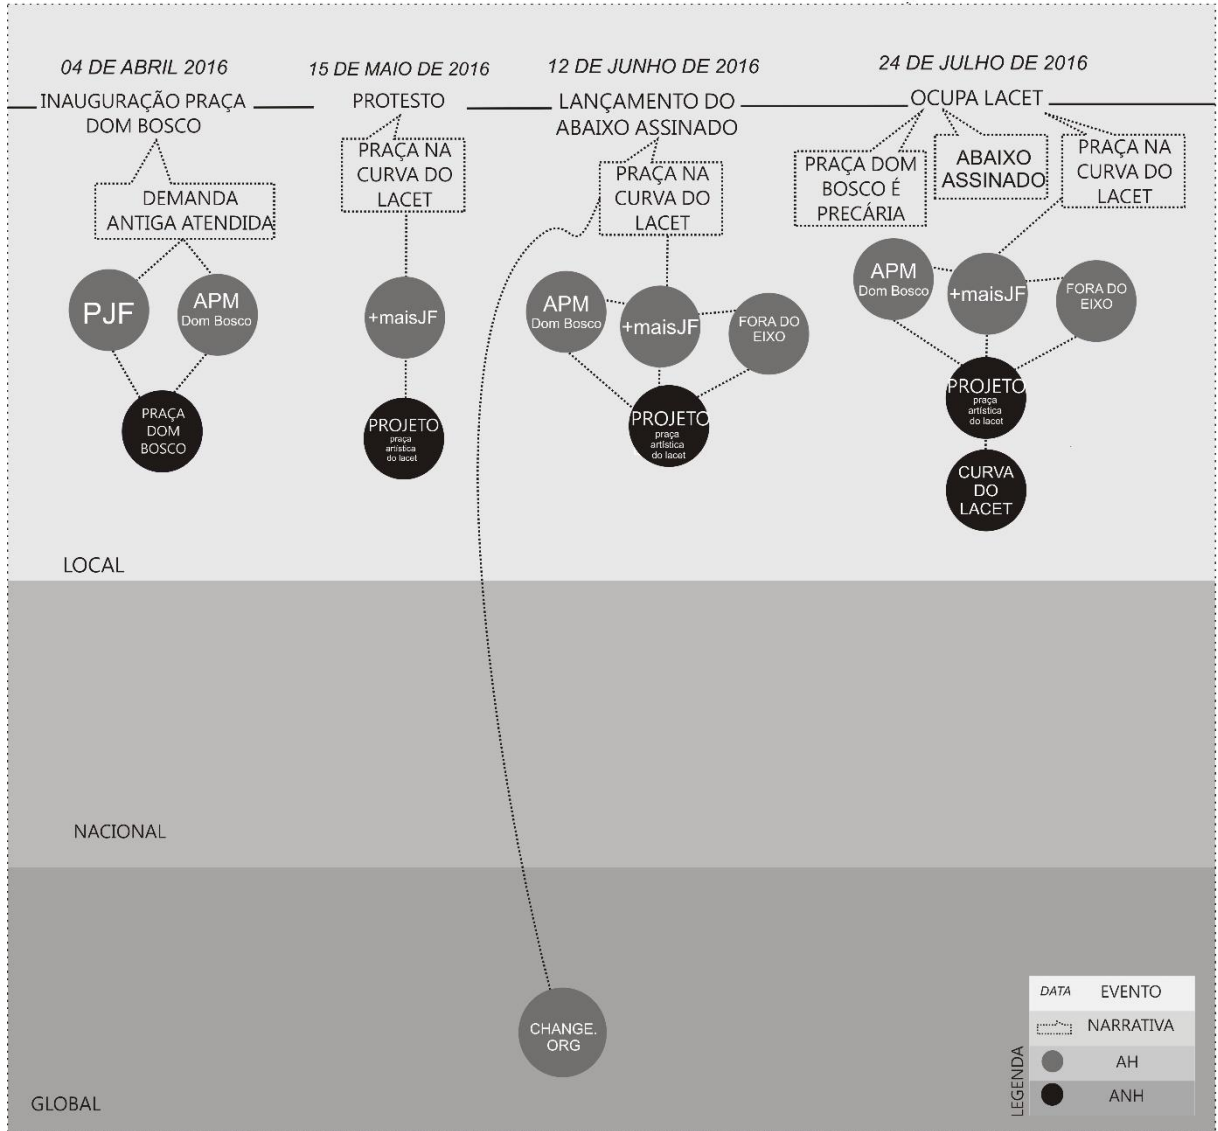 04 DE ABRIL 2016
INAUGURAÇÃO PRAÇA
DOM BOSCO
DEMANDA
ANTIGA ATENDIDA
PJF
APM
Dom Bosco
PRAÇA
DOM
BOSCO
15 DE MAIO DE 2016
PROTESTO
PRAÇA NA
CURVA DO
LACET
+maisJF
PROJETO
praça
artística
do lacet
12 DE JUNHO DE 2016
LANÇAMENTO DO
ABAIXO ASSINADO
PRAÇA NA
CURVA DO
LACET
APM
Dom Bosco
+maisJF
FORA DO
EIXO
PROJETO
praça
artística
do lacet
24 DE JULHO DE 2016
OCUPA LACET
PRAÇA DOM
BOSCO É
PRECÁRIA
ABAIXO
ASSINADO
PRAÇA NA
CURVA DO
LACET
APM
Dom Bosco
+maisJF
FORA DO
EIXO
PROJETO
praça
artística
do lacet
CURVA
DO
LACET
LOCAL
NACIONAL
CHANGE.
ORG
GLOBAL
LEGENDA
DATA EVENTO
NARRATIVA
AH
ANH